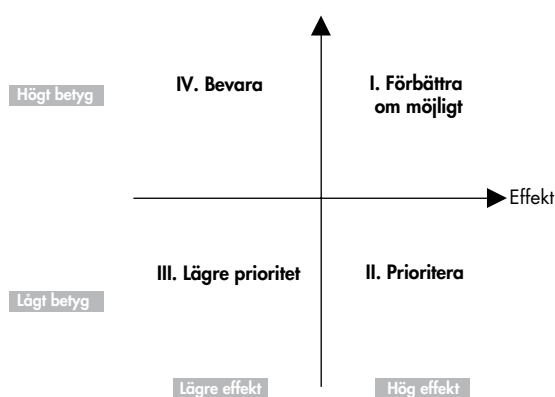 Högt betyg
IV. Bevara
I. Förbättra
om möjligt
Effekt
Lågt betyg
III. Lägre prioritet
II. Prioritera
Lägre effekt
Hög effekt